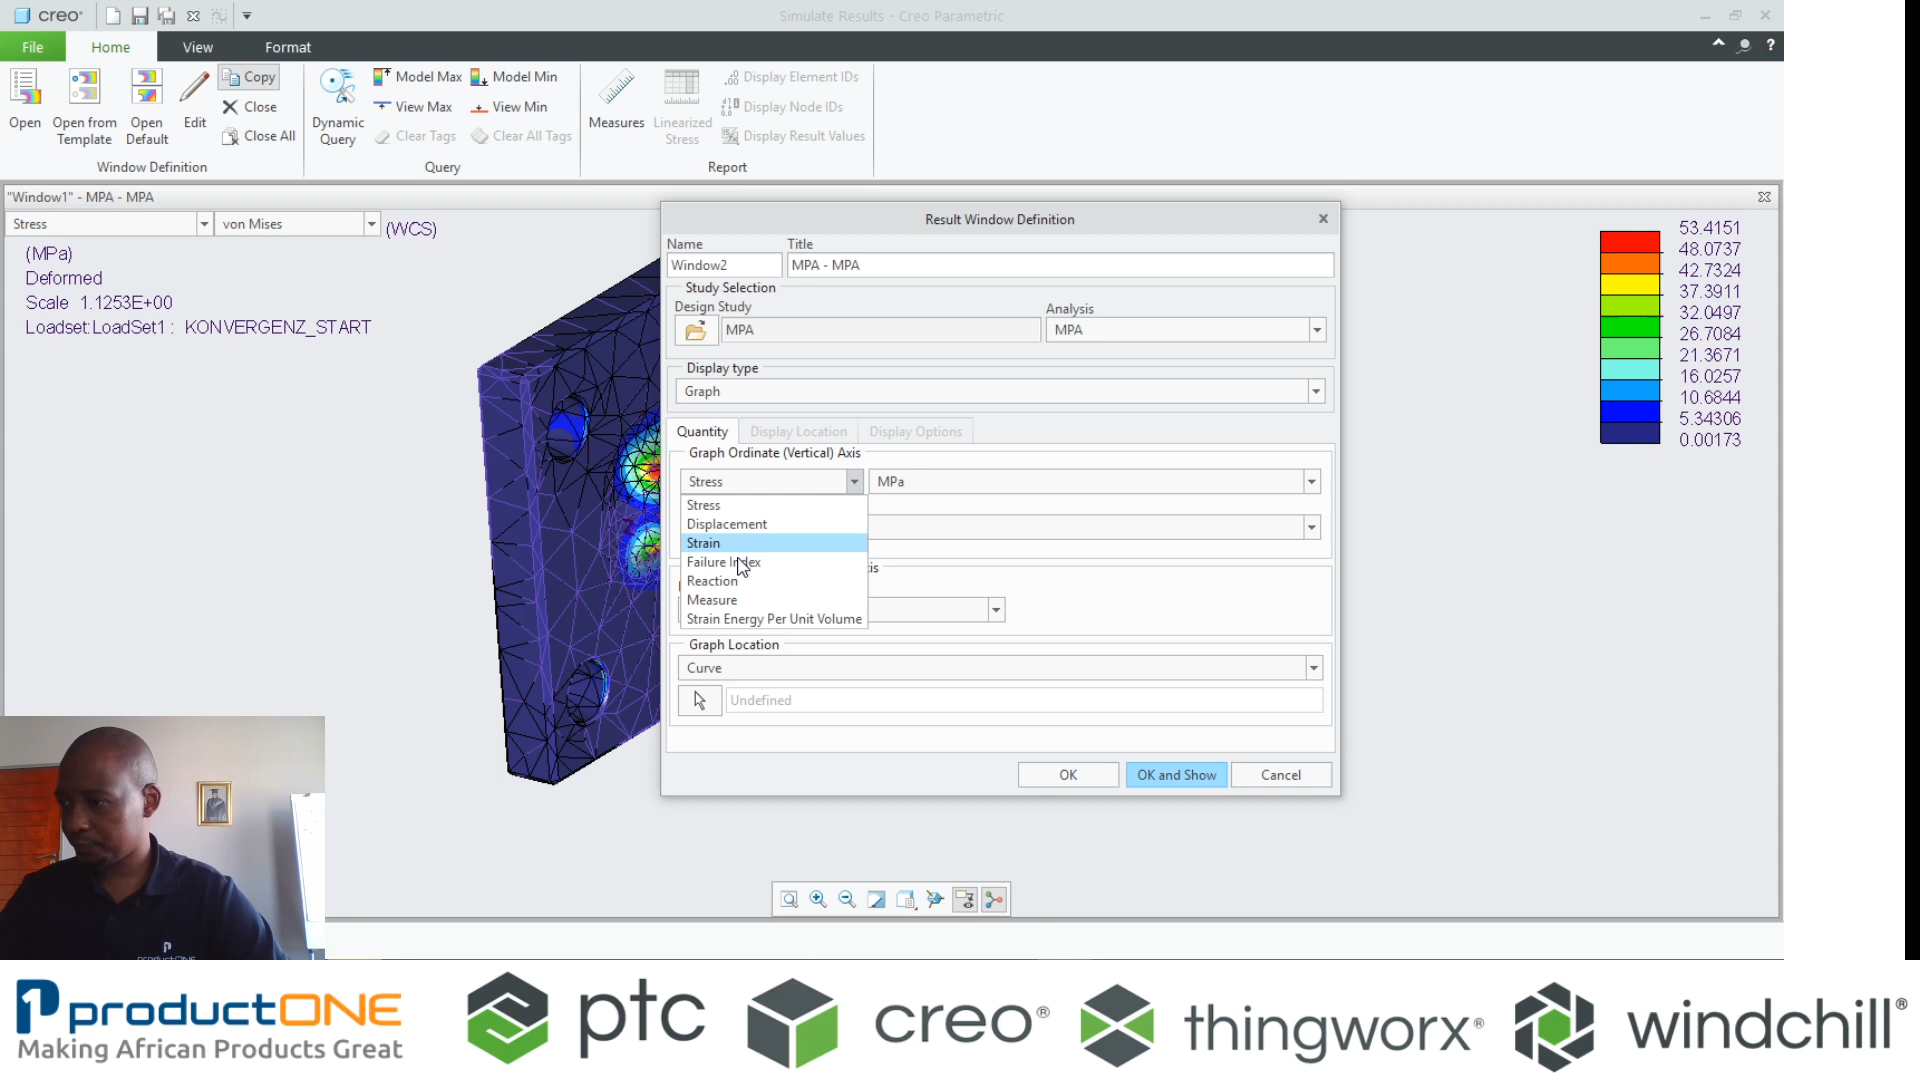 creo®
Simulate Results - Creo Parametric
File
Home
View
Format
?
Open
Open from Template
Open Default
Edit
Copy
Close
Close All
Window Definition
Dynamic Query
Model Max
Model Min
View Max
View Min
Clear Tags
Clear All Tags
Query
Measures
Linearized Stress
Display Element IDs
Display Node IDs
Display Result Values
Report
"Window1" - MPA - MPA
Stress
von Mises
(WCS)
(MPa)
Deformed
Scale 1.1253E+00
Loadset:LoadSet1 : KONVERGENZ_START
53.4151
48.0737
42.7324
37.3911
32.0497
26.7084
21.3671
16.0257
10.6844
5.34306
0.00173
Result Window Definition
Name
Title
Window2
MPA - MPA
Study Selection
Design Study
Analysis
MPA
MPA
Display type
Graph
Quantity
Display Location
Display Options
Graph Ordinate (Vertical) Axis
Stress
MPa
Stress
Displacement
Strain
Failure Index
Reaction
Measure
Strain Energy Per Unit Volume
Graph Location
Curve
Undefined
OK
OK and Show
Cancel
productONE
Making African Products Great
ptc
creo®
thingworx®
windchill®